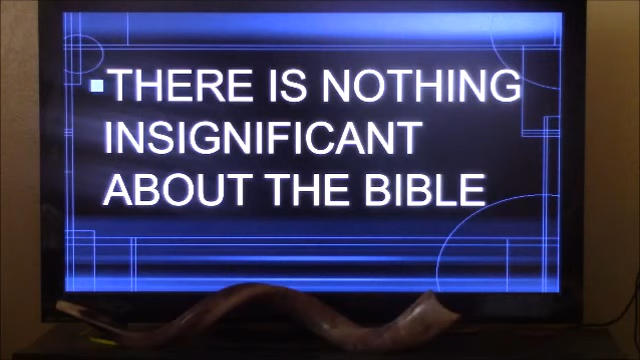 THERE IS NOTHING
INSIGNIFICANT
ABOUT THE BIBLE